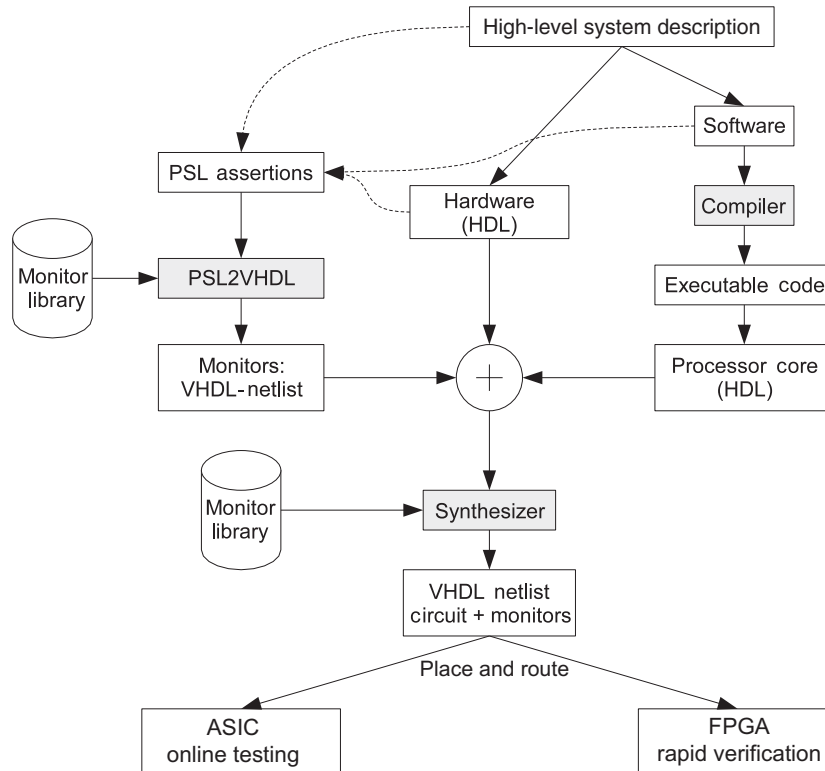 High-level system description
Software
PSL assertions
Hardware
(HDL)
Compiler
Monitor
library
PSL2VHDL
Executable code
Monitors:
VHDL-netlist
+
Processor core
(HDL)
Monitor
library
Synthesizer
VHDL netlist
circuit + monitors
Place and route
ASIC
online testing
FPGA
rapid verification